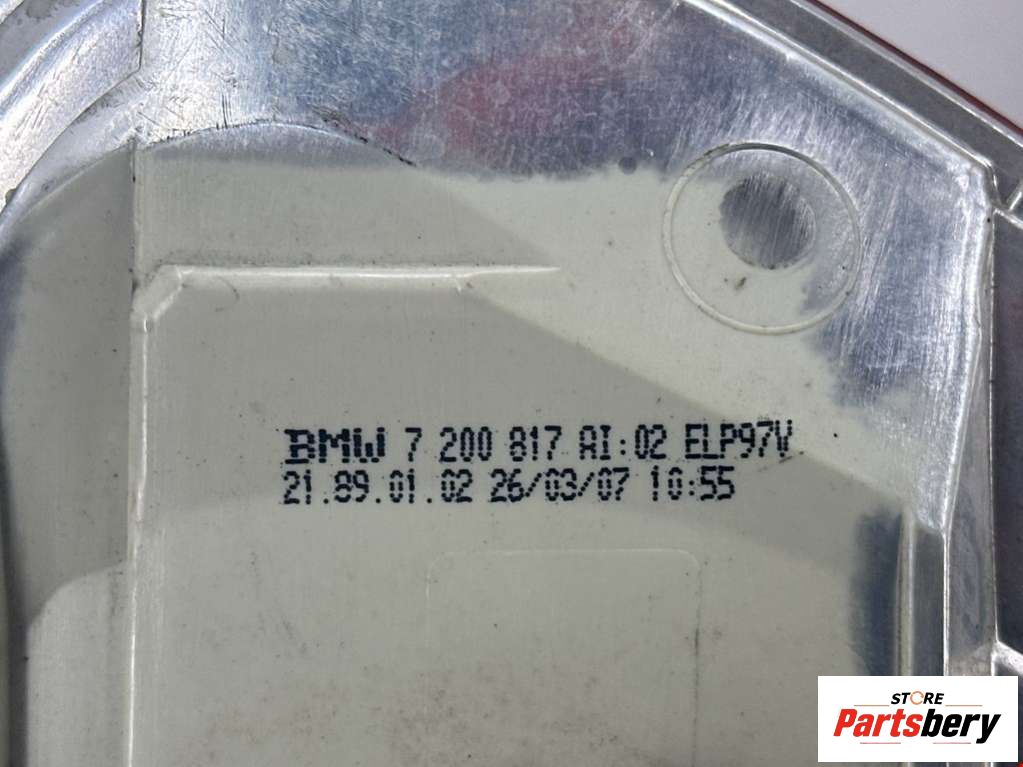 BMW 7 200 817 AI:02 ELP97V
21.89.01.02 26/03/07 10:55
STORE
Partsbery